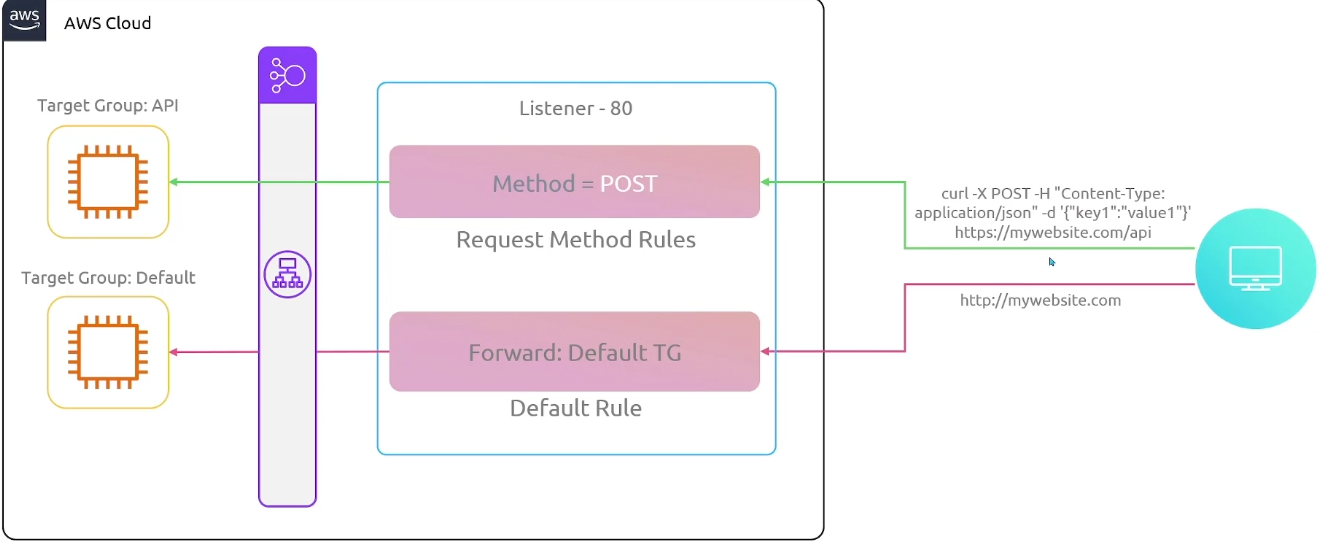 aws
AWS Cloud
Target Group: API
Listener - 80
Method = POST
Request Method Rules
curl -X POST -H "Content-Type:
application/json" -d '{"key1":"value1"}'
https://mywebsite.com/api
Target Group: Default
http://mywebsite.com
Forward: Default TG
Default Rule